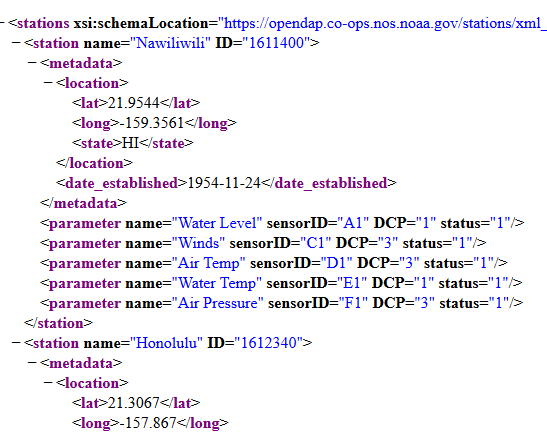 − <stations xsi:schemaLocation="https://opendap.co-ops.nos.noaa.gov/stations/xml_
− <station name="Nawiliwili" ID="1611400">
− <metadata>
− <location>
<lat>21.9544</lat>
<long>-159.3561</long>
<state>HI</state>
</location>
<date_established>1954-11-24</date_established>
</metadata>
<parameter name="Water Level" sensorID="A1" DCP="1" status="1"/>
<parameter name="Winds" sensorID="C1" DCP="3" status="1"/>
<parameter name="Air Temp" sensorID="D1" DCP="3" status="1"/>
<parameter name="Water Temp" sensorID="E1" DCP="1" status="1"/>
<parameter name="Air Pressure" sensorID="F1" DCP="3" status="1"/>
</station>
− <station name="Honolulu" ID="1612340">
− <metadata>
− <location>
<lat>21.3067</lat>
<long>-157.867</long>